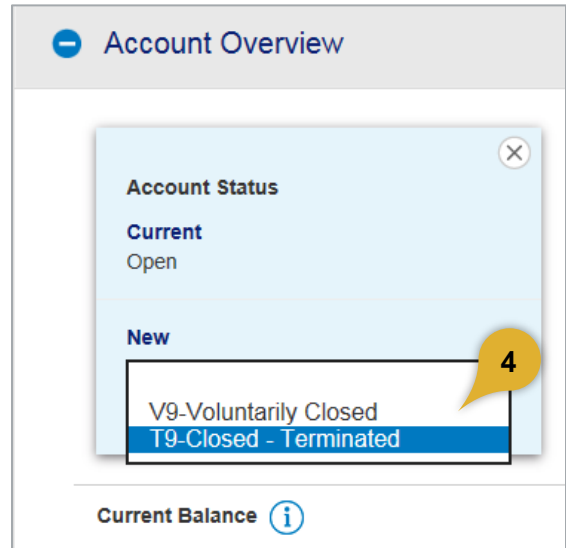 Account Overview
Account Status
Current
Open
New
4
V9-Voluntarily Closed
T9-Closed - Terminated
Current Balance i